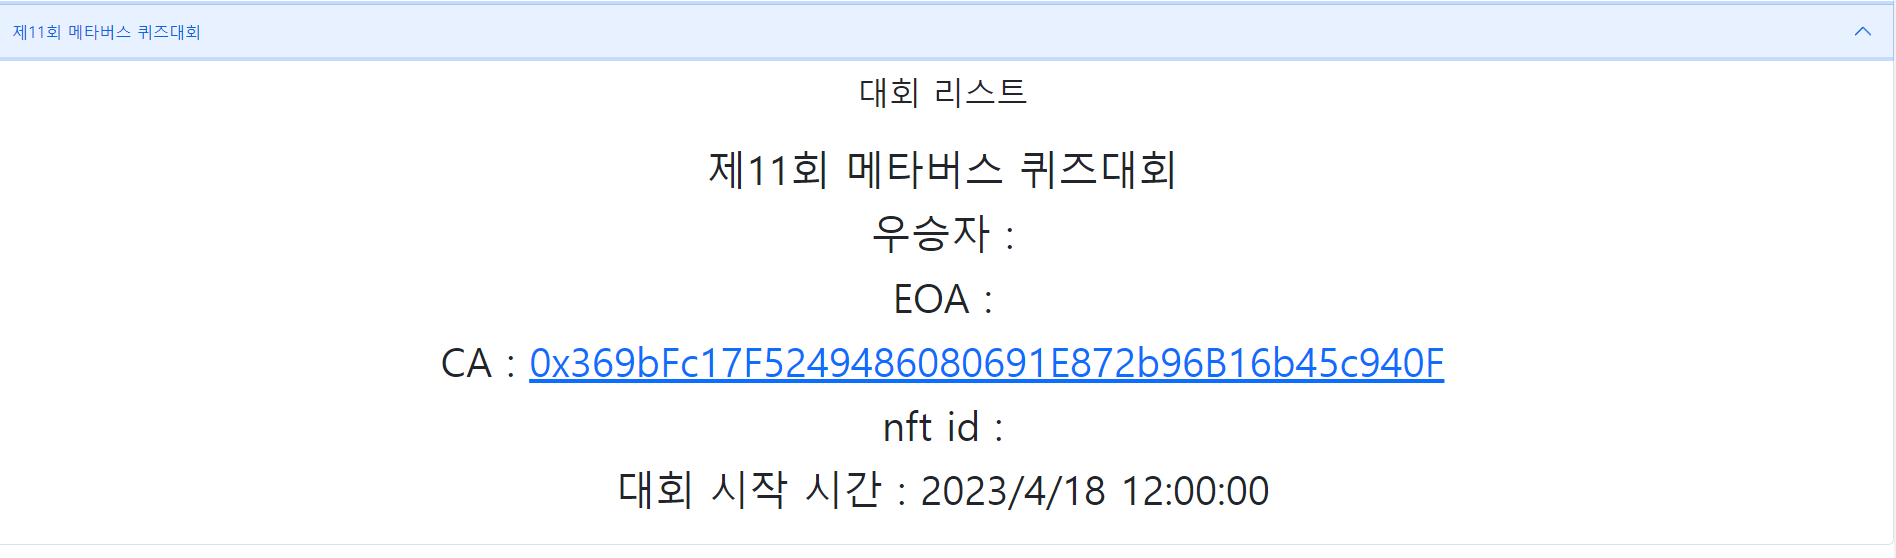 제11회 메타버스 퀴즈대회
대회 리스트
제11회 메타버스 퀴즈대회
우승자 :
EOA :
CA : 0x369bFc17F5249486080691E872b96B16b45c940F
nft id :
대회 시작 시간 : 2023/4/18 12:00:00